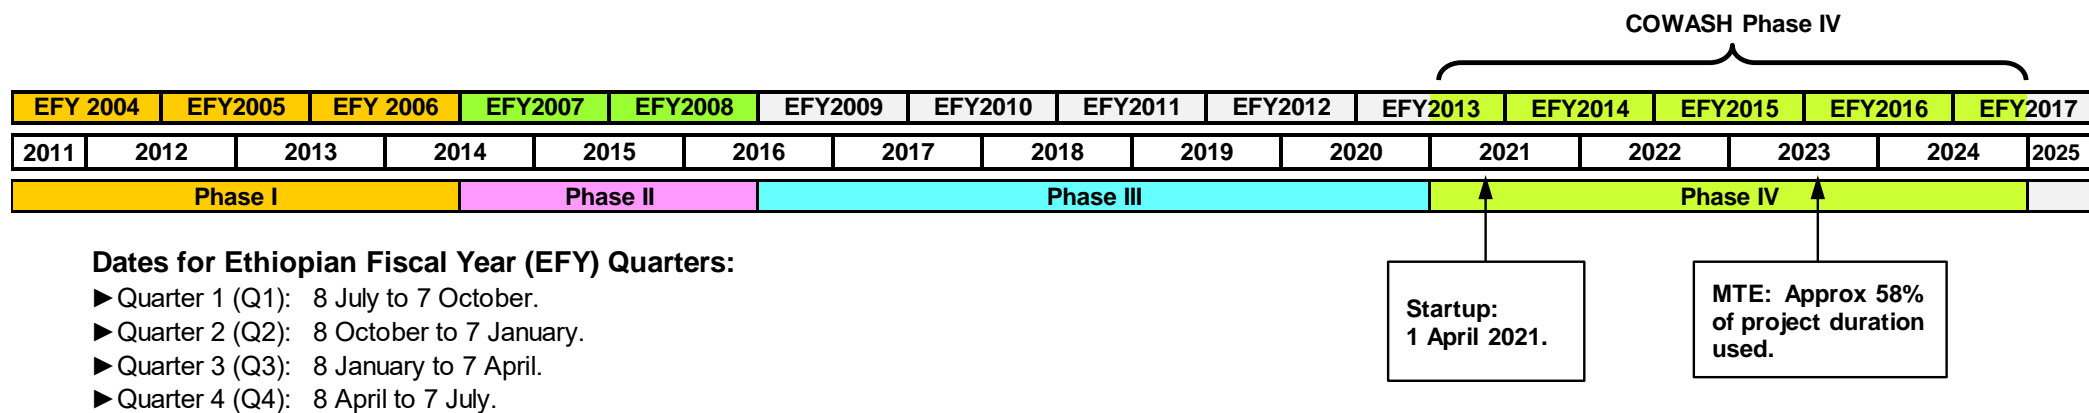 COWASH Phase IV
EFY 2004 EFY2005 EFY 2006 EFY2007 EFY2008 EFY2009 EFY2010 EFY2011 EFY2012 EFY2013 EFY2014 EFY2015 EFY2016 EFY2017
2011 2012 2013 2014 2015 2016 2017 2018 2019 2020 2021 2022 2023 2024 2025
Phase I Phase II Phase III Phase IV
Dates for Ethiopian Fiscal Year (EFY) Quarters:
►Quarter 1 (Q1): 8 July to 7 October.
►Quarter 2 (Q2): 8 October to 7 January.
►Quarter 3 (Q3): 8 January to 7 April.
►Quarter 4 (Q4): 8 April to 7 July.
Startup:
1 April 2021.
MTE: Approx 58%
of project duration
used.